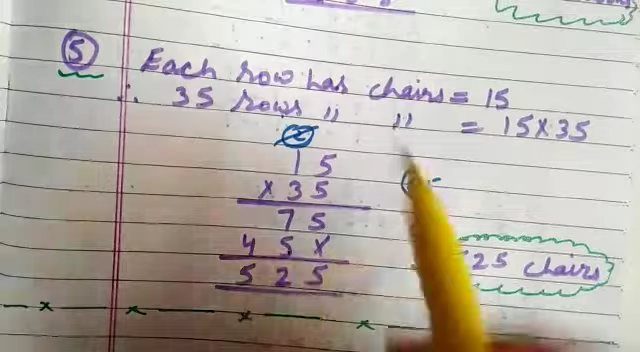 5 Each row has chairs = 15
∴ 35 rows " " = 15×35
2
15
×35
75
45×
525
25 chairs